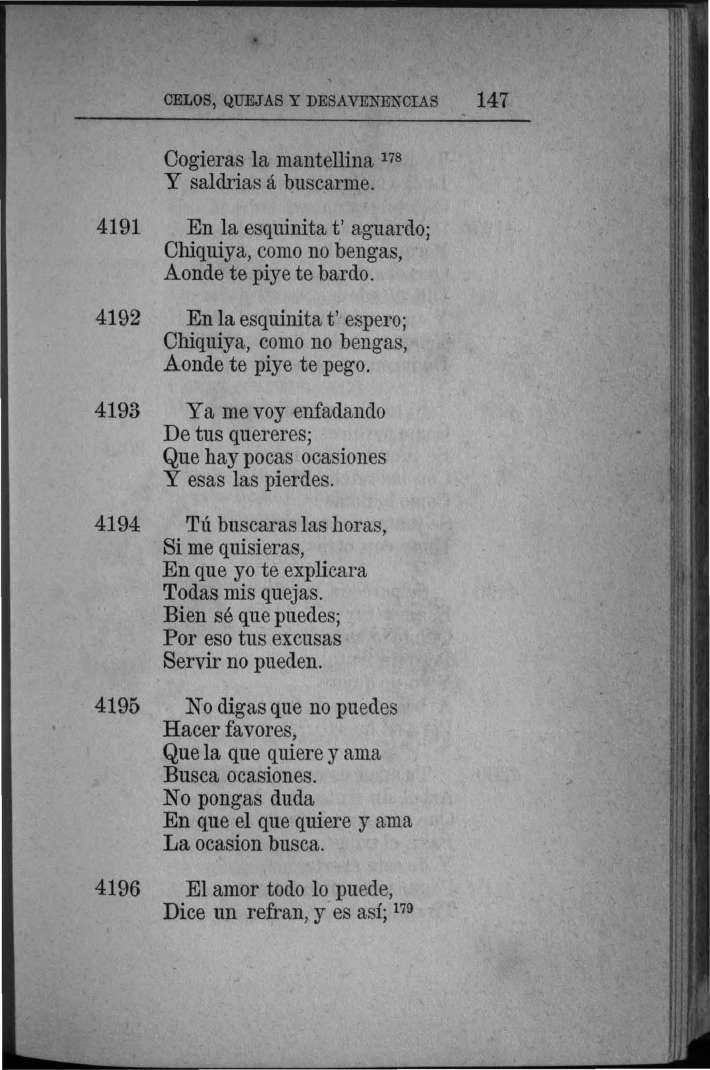 CELOS, QUEJAS Y DESAVENENCIAS 147
Cogieras la mantellina 178
Y saldrias á buscarme.
4191 En la esquinita t' aguardo;
Chiquiya, como no bengas,
Aonde te piye te bardo.
4192 En la esquinita t' espero;
Chiquiya, como no bengas,
Aonde te piye te pego.
4193 Ya me voy enfadando
De tus quereres;
Que hay pocas ocasiones
Y esas las pierdes.
4194 Tú buscaras las horas,
Si me quisieras,
En que yo te explicara
Todas mis quejas.
Bien sé que puedes;
Por eso tus excusas
Servir no pueden.
4195 No digas que no puedes
Hacer favores,
Que la que quiere y ama
Busca ocasiones.
No pongas duda
En que el que quiere y ama
La ocasion busca.
4196 El amor todo lo puede,
Dice un refran, y es así; 179